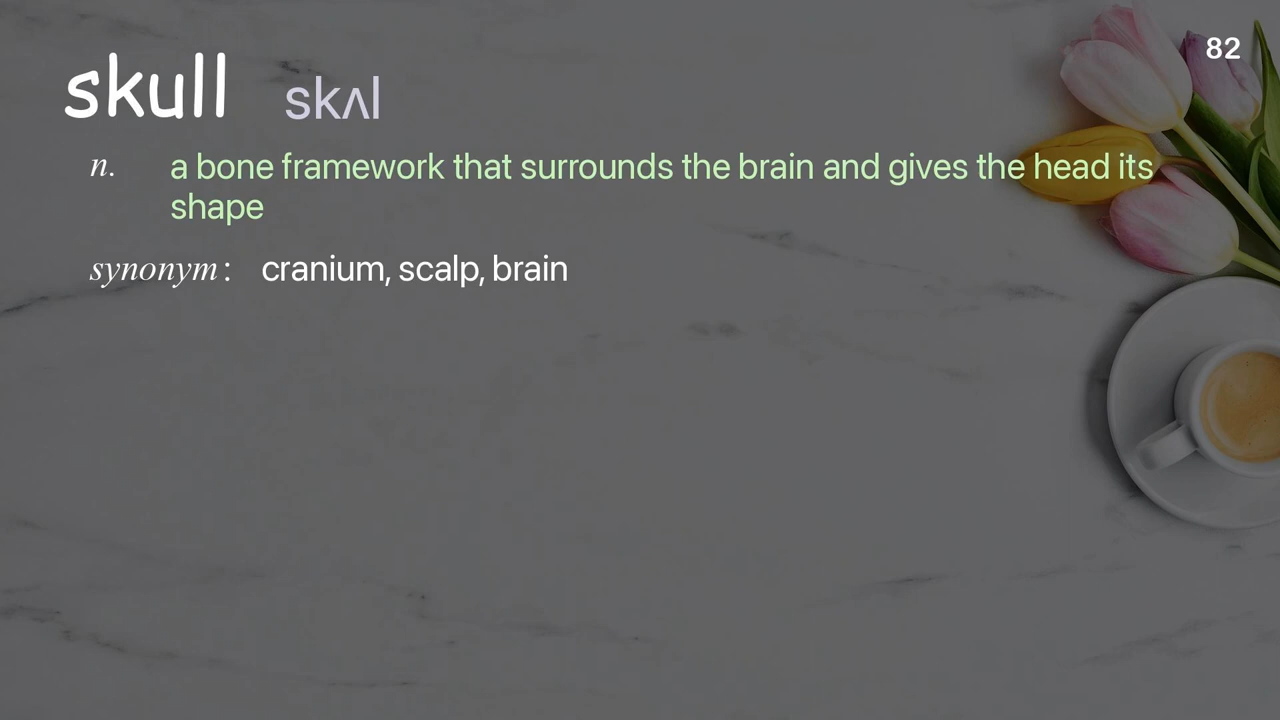 82
skull skʌl
n. a bone framework that surrounds the brain and gives the head its
shape
synonym: cranium, scalp, brain